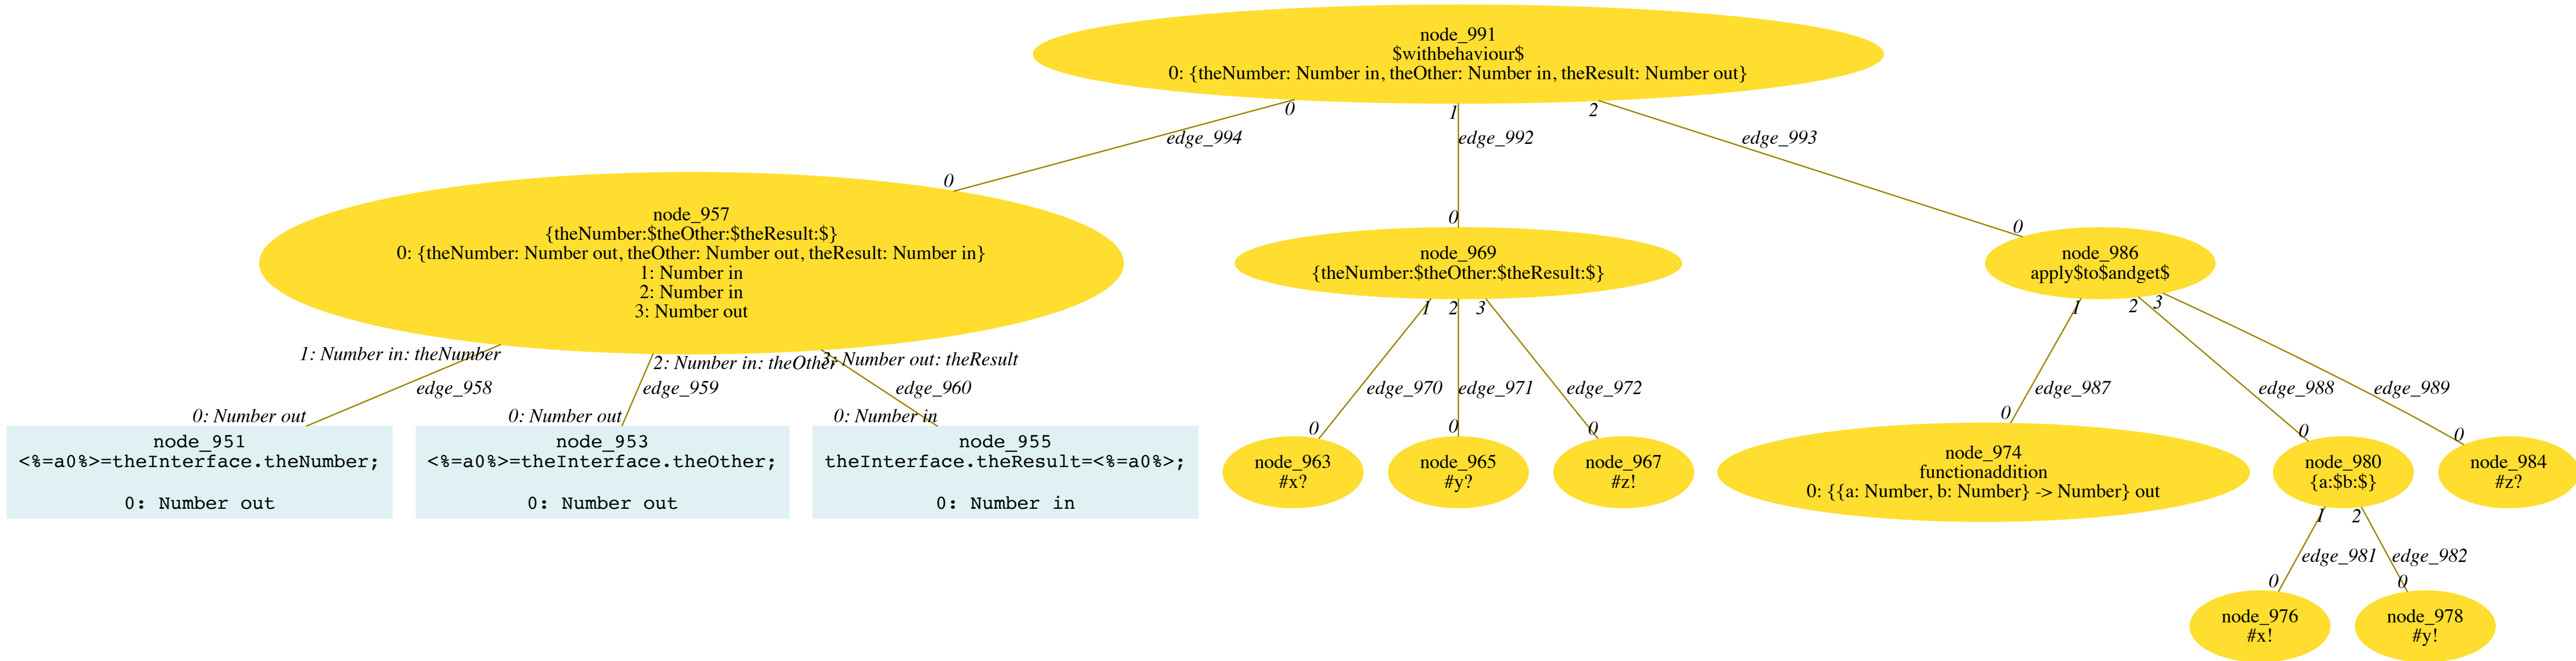 node_991
$withbehaviour$
0: {theNumber: Number in, theOther: Number in, theResult: Number out}
0
1
2
edge_994
edge_992
edge_993
0
0
0
node_957
{theNumber:$theOther:$theResult:$}
0: {theNumber: Number out, theOther: Number out, theResult: Number in}
1: Number in
2: Number in
3: Number out
node_969
{theNumber:$theOther:$theResult:$}
node_986
apply$to$andget$
1: Number in: theNumber
2: Number in: theOther
3: Number out: theResult
1
2
3
1
2
3
edge_958
edge_959
edge_960
edge_970
edge_971
edge_972
edge_987
edge_988
edge_989
0: Number out
0: Number out
0: Number in
0
0
0
0
0
0
node_951
<%=a0%>=theInterface.theNumber;
0: Number out
node_953
<%=a0%>=theInterface.theOther;
0: Number out
node_955
theInterface.theResult=<%=a0%>;
0: Number in
node_963
#x?
node_965
#y?
node_967
#z!
node_974
functionaddition
0: {{a: Number, b: Number} -> Number} out
node_980
{a:$b:$}
node_984
#z?
1
2
edge_981
edge_982
0
0
node_976
#x!
node_978
#y!